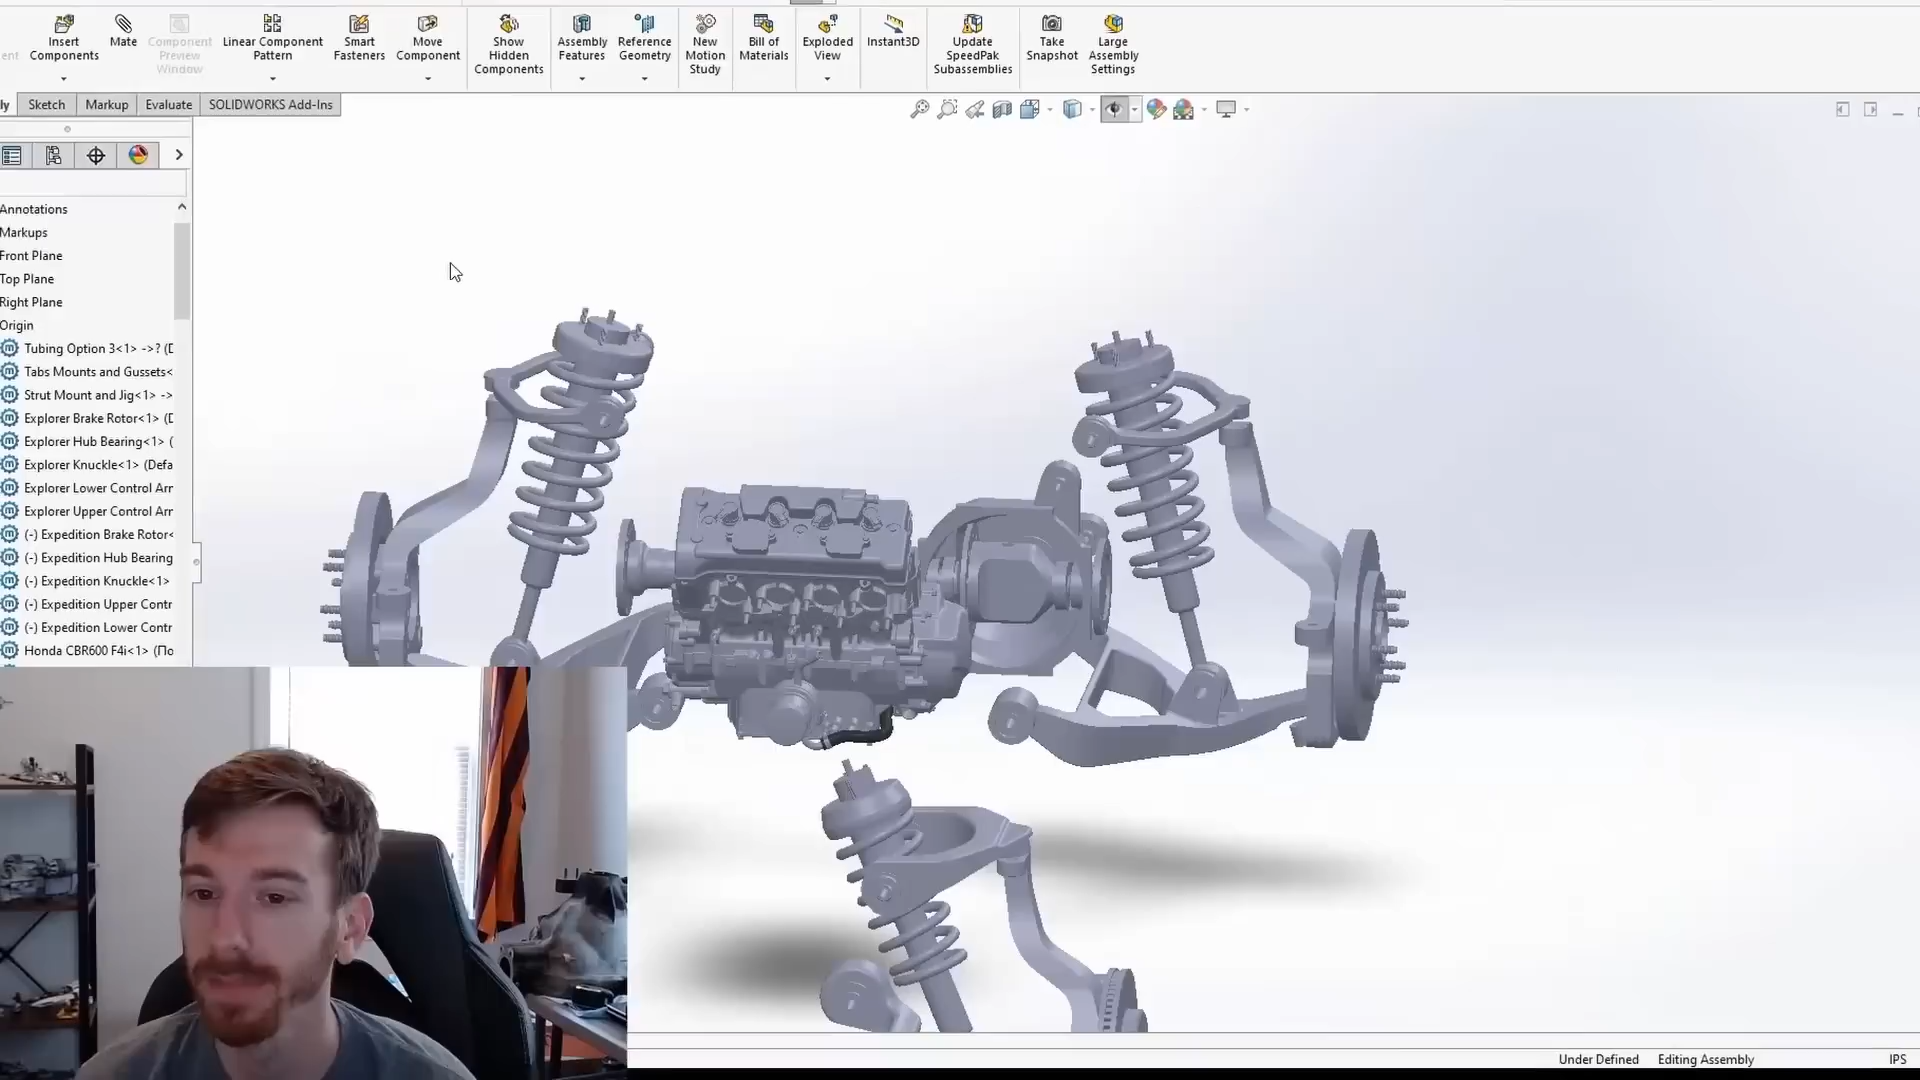 Insert
Components
Mate
Component
Preview
Window
Linear Component
Pattern
Smart
Fasteners
Move
Component
Show
Hidden
Components
Assembly
Features
Reference
Geometry
New
Motion
Study
Bill of
Materials
Exploded
View
Instant3D
Update
SpeedPak
Subassemblies
Take
Snapshot
Large
Assembly
Settings
Sketch
Markup
Evaluate
SOLIDWORKS Add-Ins
Annotations
Markups
Front Plane
Top Plane
Right Plane
Origin
Tubing Option 3<1> ->? (D
Tabs Mounts and Gussets<
Strut Mount and Jig<1> ->
Explorer Brake Rotor<1> (D
Explorer Hub Bearing<1> (
Explorer Knuckle<1> (Defa
Explorer Lower Control Arr
Explorer Upper Control Arr
(-) Expedition Brake Rotor<
(-) Expedition Hub Bearing
(-) Expedition Knuckle<1>
(-) Expedition Upper Contr
(-) Expedition Lower Contr
Honda CBR600 F4i<1> (По
Under Defined
Editing Assembly
IPS